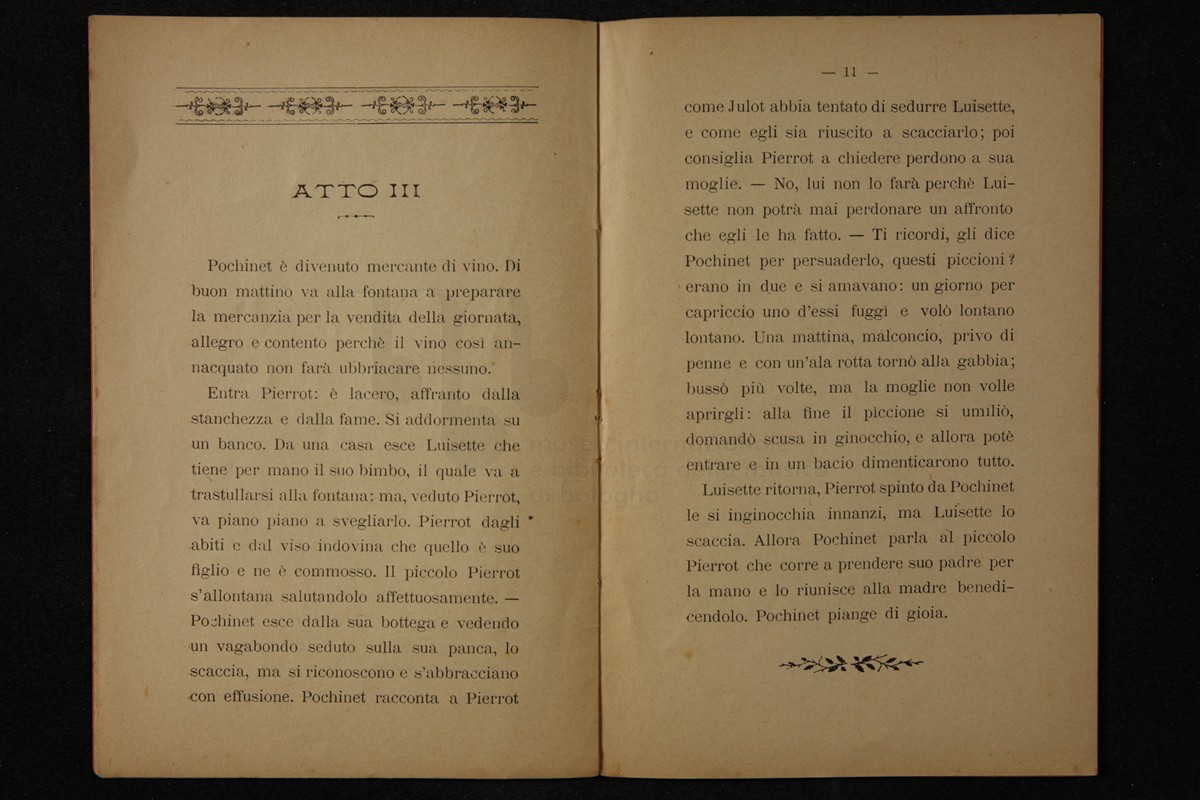 ATTO III
Pochinet è divenuto mercante di vino. Di
buon mattino va alla fontana a preparare
la mercanzia per la vendita della giornata,
allegro e contento perchè il vino così an-
nacquato non farà ubbriacare nessuno.
Entra Pierrot: è lacero, affranto dalla
stanchezza e dalla fame. Si addormenta su
un banco. Da una casa esce Luisette che
tiene per mano il suo bimbo, il quale va a
trastullarsi alla fontana: ma, veduto Pierrot,
va piano piano a svegliarlo. Pierrot dagli
abiti e dal viso indovina che quello è suo
figlio e ne è commosso. Il piccolo Pierrot
s'allontana salutandolo affettuosamente. —
Pochinet esce dalla sua bottega e vedendo
un vagabondo seduto sulla sua panca, lo
scaccia, ma si riconoscono e s'abbracciano
con effusione. Pochinet racconta a Pierrot
— 11 —
come Julot abbia tentato di sedurre Luisette,
e come egli sia riuscito a scacciarlo; poi
consiglia Pierrot a chiedere perdono a sua
moglie. — No, lui non lo farà perchè Lui-
sette non potrà mai perdonare un affronto
che egli le ha fatto. — Ti ricordi, gli dice
Pochinet per persuaderlo, questi piccioni?
erano in due e si amavano: un giorno per
capriccio uno d'essi fuggì e volò lontano
lontano. Una mattina, malconcio, privo di
penne e con un'ala rotta tornò alla gabbia;
bussò più volte, ma la moglie non volle
aprirgli: alla fine il piccione si umiliò,
domandò scusa in ginocchio, e allora potè
entrare e in un bacio dimenticarono tutto.
Luisette ritorna, Pierrot spinto da Pochinet
le si inginocchia innanzi, ma Luisette lo
scaccia. Allora Pochinet parla al piccolo
Pierrot che corre a prendere suo padre per
la mano e lo riunisce alla madre benedi-
cendolo. Pochinet piange di gioia.
museo internazionale
e biblioteca della musica
di bologna